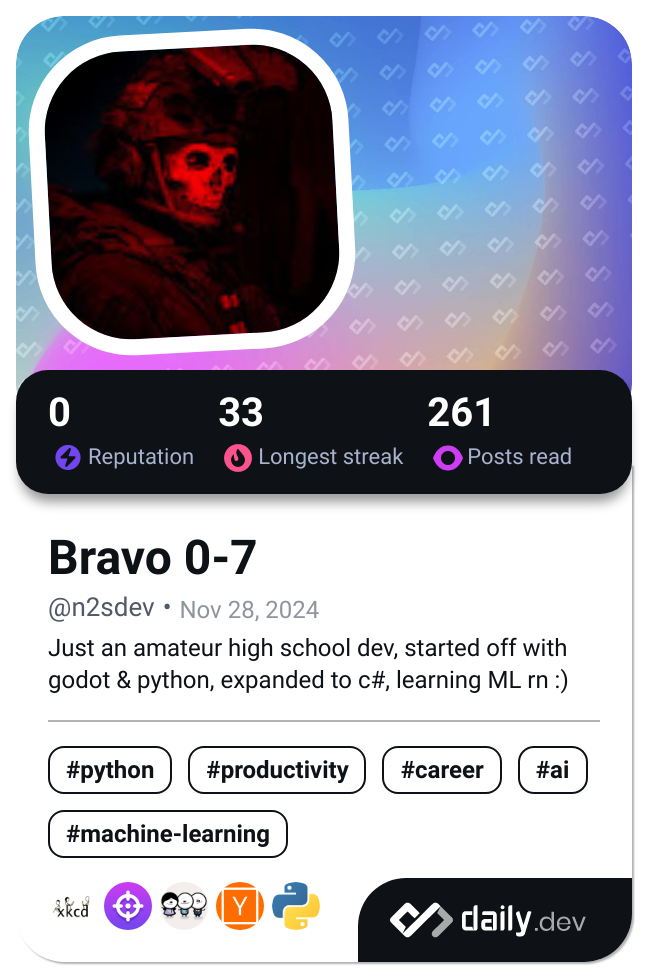 0 33 261
Reputation Longest streak Posts read
Bravo 0-7
@n2sdev • Nov 28, 2024
Just an amateur high school dev, started off with
godot & python, expanded to c#, learning ML rn :)
#python #productivity #career #ai
#machine-learning
xkcd Y daily.dev